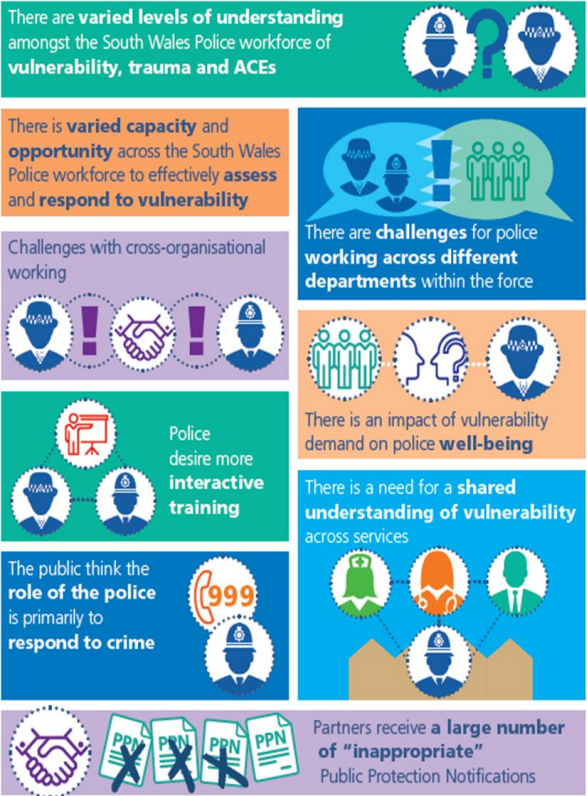 There are varied levels of understanding
amongst the South Wales Police workforce of
vulnerability, trauma and ACEs
?
There is varied capacity and
opportunity across the South Wales
Police workforce to effectively assess
and respond to vulnerability
!
There are challenges for police
working across different
departments within the force
Challenges with cross-organisational
working
! !
?
There is an impact of vulnerability
demand on police well-being
Police
desire more
interactive
training
There is a need for a shared
understanding of vulnerability
across services
The public think the
role of the police
is primarily to
respond to crime
999
PPN PPN PPN PPN
Partners receive a large number
of “inappropriate”
Public Protection Notifications